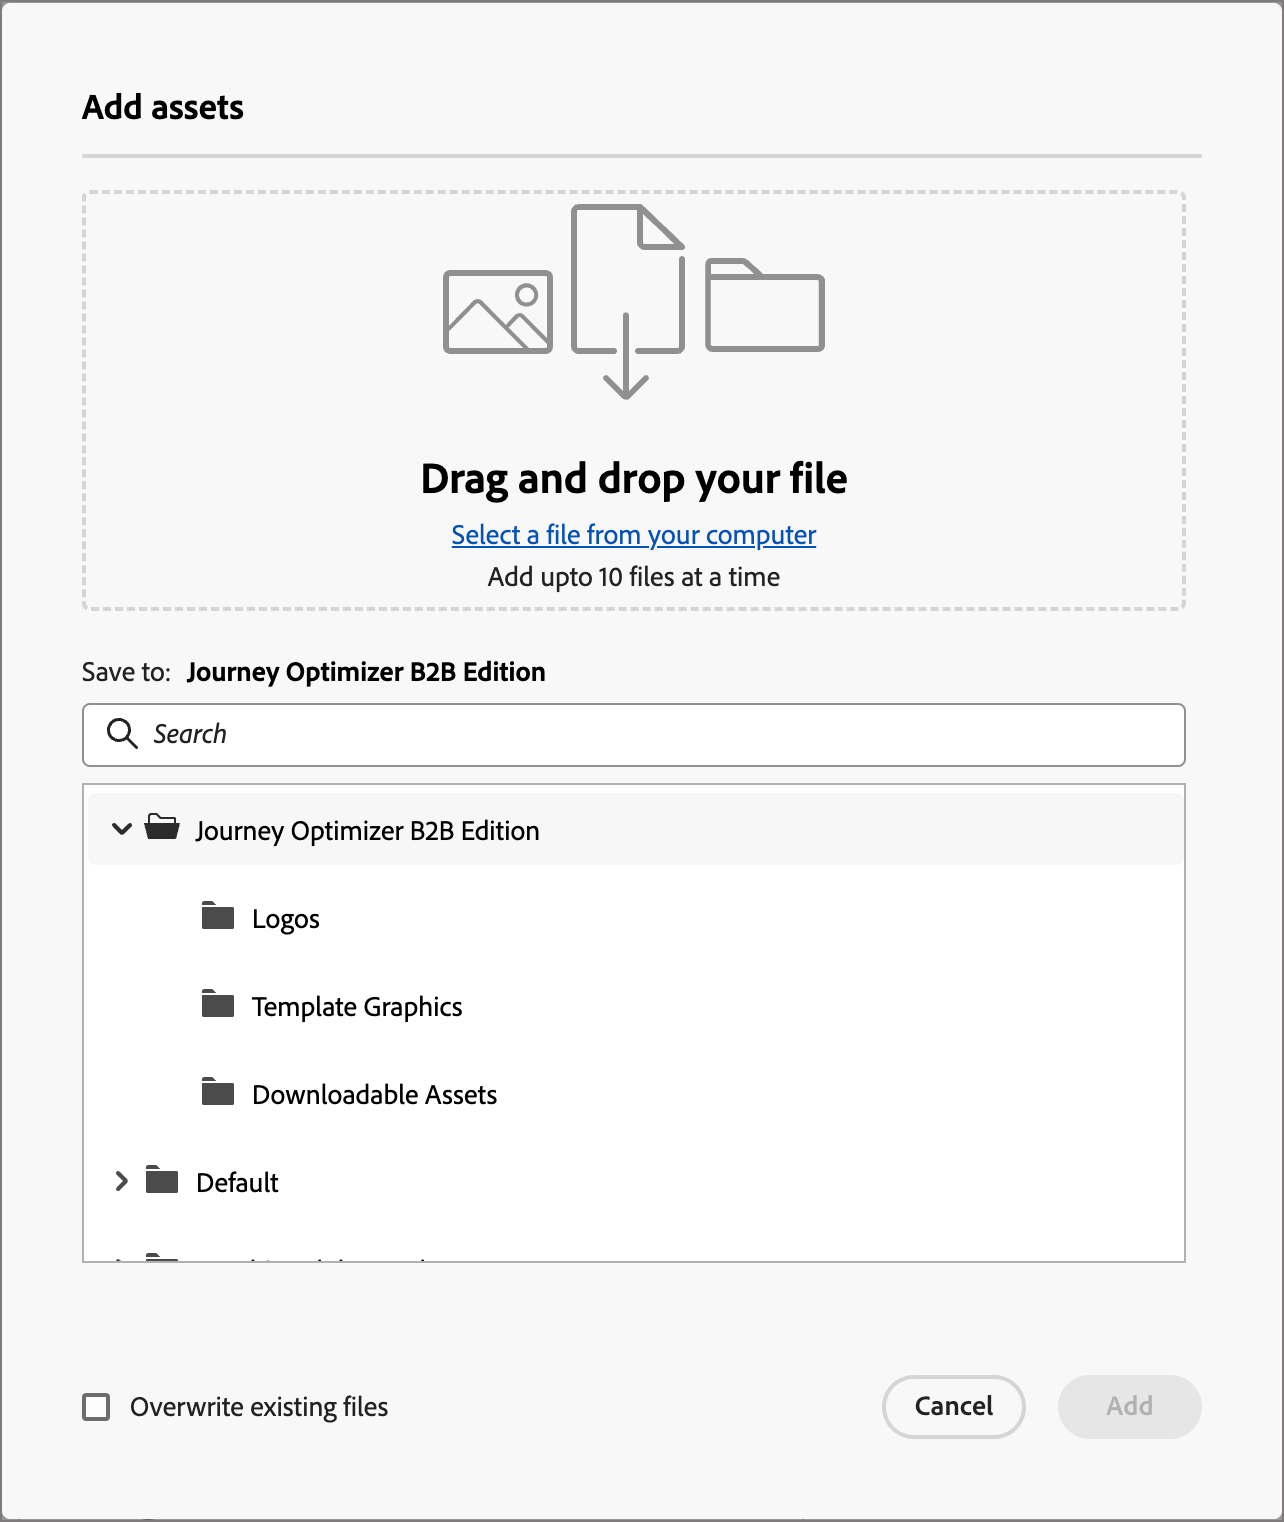 Add assets
Drag and drop your file
Select a file from your computer
Add upto 10 files at a time
Save to: Journey Optimizer B2B Edition
Search
Journey Optimizer B2B Edition
Logos
Template Graphics
Downloadable Assets
Default
Overwrite existing files
Cancel
Add